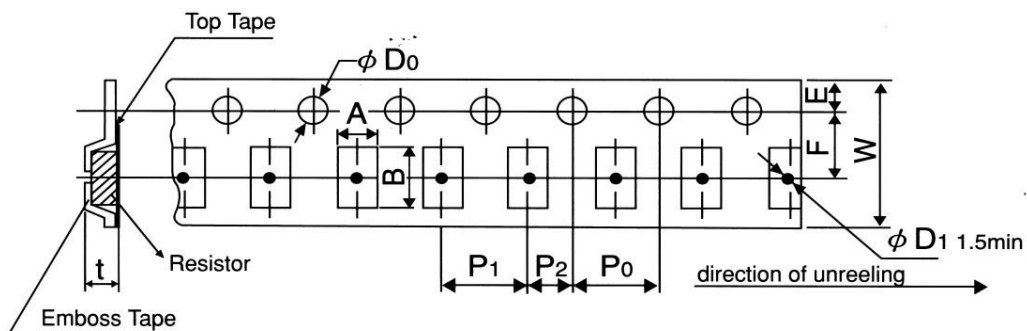 Top Tape
φ D0
A
B
E
F
W
φ D1 1.5min
t
Resistor
P1
P2
P0
direction of unreeling
Emboss Tape